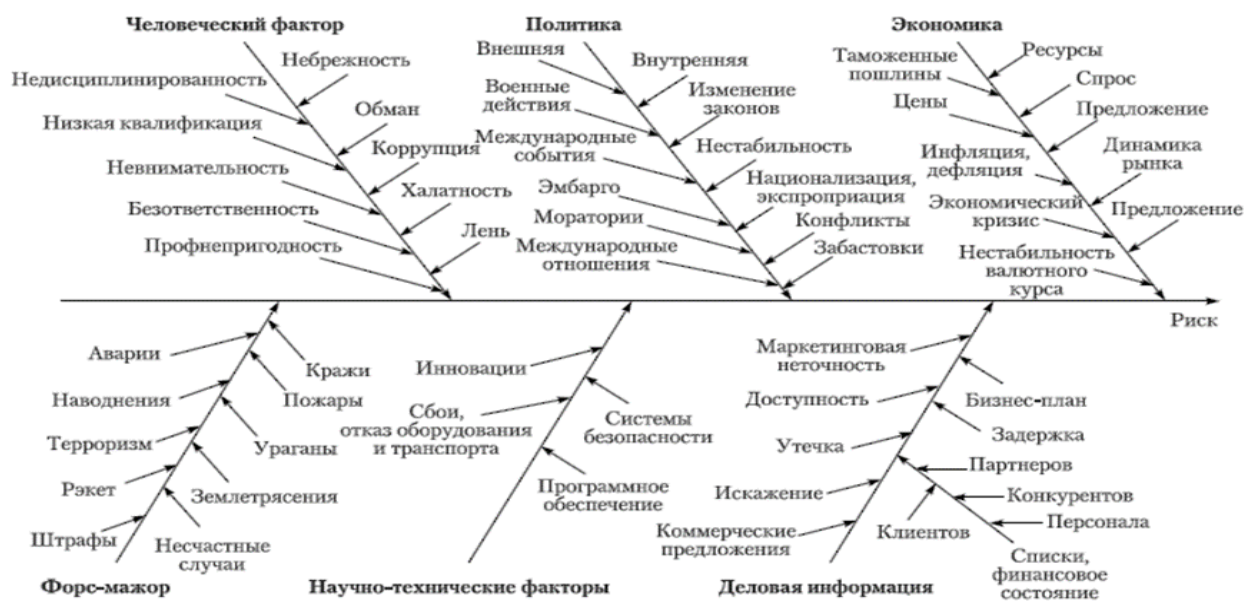 Человеческий фактор
Небрежность
Недисциплинированность
Обман
Низкая квалификация
Коррупция
Невнимательность
Халатность
Безответственность
Лень
Профнепригодность
Политика
Внешняя
Внутренняя
Военные
действия
Изменение
законов
Международные
события
Нестабильность
Эмбарго
Национализация,
экспроприация
Моратории
Конфликты
Международные
отношения
Забастовки
Экономика
Ресурсы
Таможенные
пошлины
Спрос
Цены
Предложение
Динамика
рынка
Инфляция,
дефляция
Экономический
кризис
Предложение
Нестабильность
валютного
курса
Риск
Аварии
Кражи
Наводнения
Пожары
Терроризм
Ураганы
Рэкет
Землетрясения
Штрафы
Несчастные
случаи
Форс-мажор
Инновации
Сбои,
отказ оборудования
и транспорта
Системы
безопасности
Программное
обеспечение
Научно-технические факторы
Маркетинговая
неточность
Доступность
Бизнес-план
Утечка
Задержка
Партнеров
Искажение
Конкурентов
Клиентов
Персонала
Коммерческие
предложения
Списки,
финансовое
состояние
Деловая информация